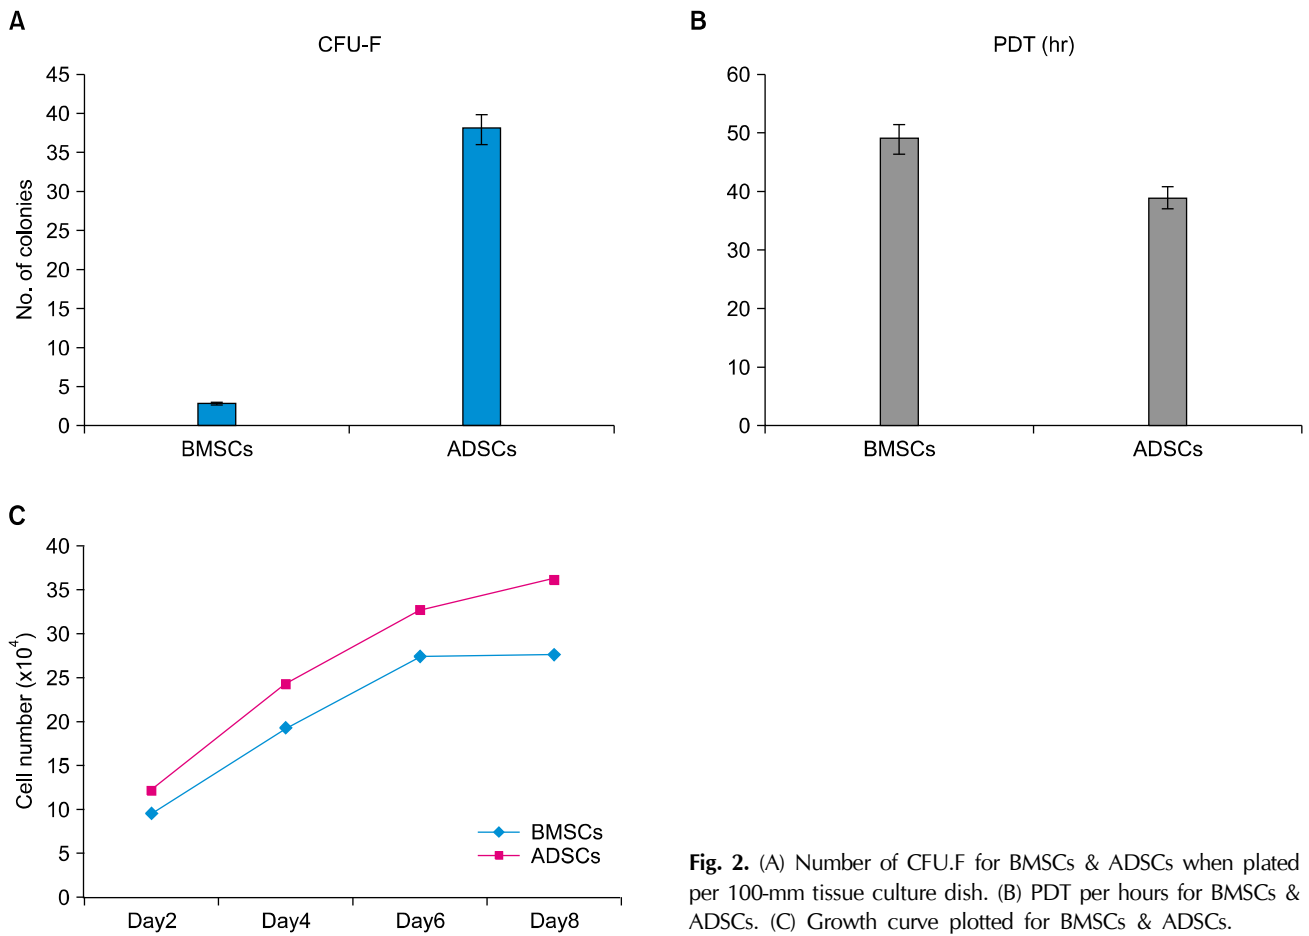 A
CFU-F
No. of colonies
45
40
35
30
25
20
15
10
5
0
BMSCs
ADSCs
B
PDT (hr)
60
50
40
30
20
10
0
BMSCs
ADSCs
C
Cell number (x10⁴)
40
35
30
25
20
15
10
5
0
BMSCs
ADSCs
Day2
Day4
Day6
Day8
Fig. 2. (A) Number of CFU.F for BMSCs & ADSCs when plated
per 100-mm tissue culture dish. (B) PDT per hours for BMSCs &
ADSCs. (C) Growth curve plotted for BMSCs & ADSCs.